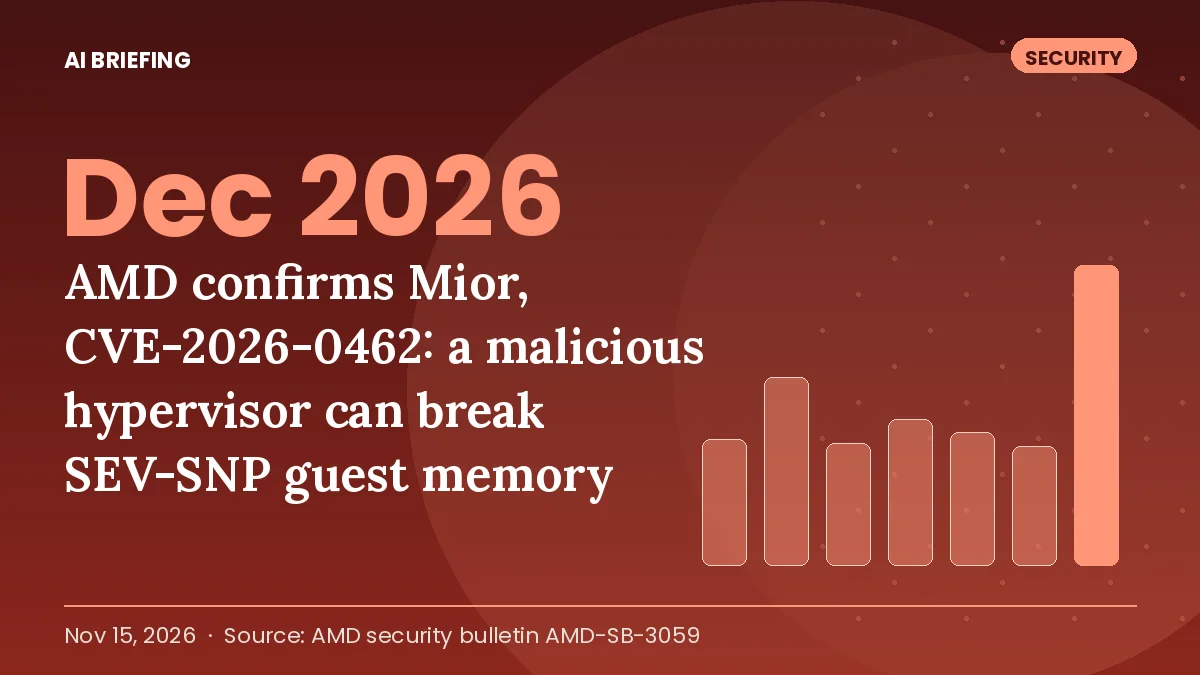 AI BRIEFING
SECURITY
Dec 2026
AMD confirms Mior,
CVE-2026-0462: a malicious
hypervisor can break
SEV-SNP guest memory
Nov 15, 2026 · Source: AMD security bulletin AMD-SB-3059